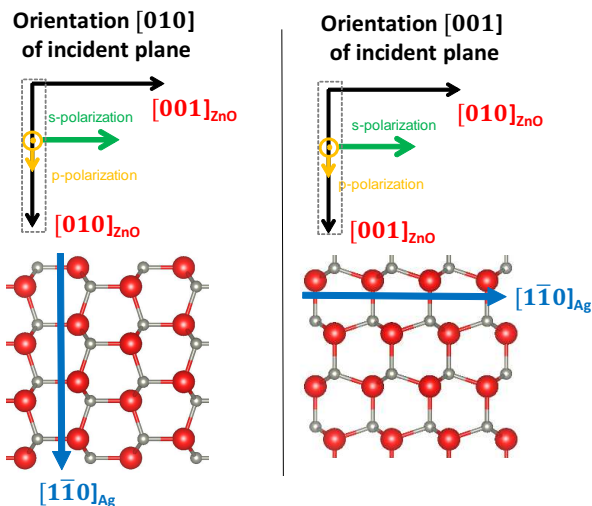 Orientation [010]
of incident plane
[001]ZnO
s-polarization
p-polarization
[010]ZnO
[11̅0]Ag
Orientation [001]
of incident plane
[010]ZnO
s-polarization
p-polarization
[001]ZnO
[11̅0]Ag